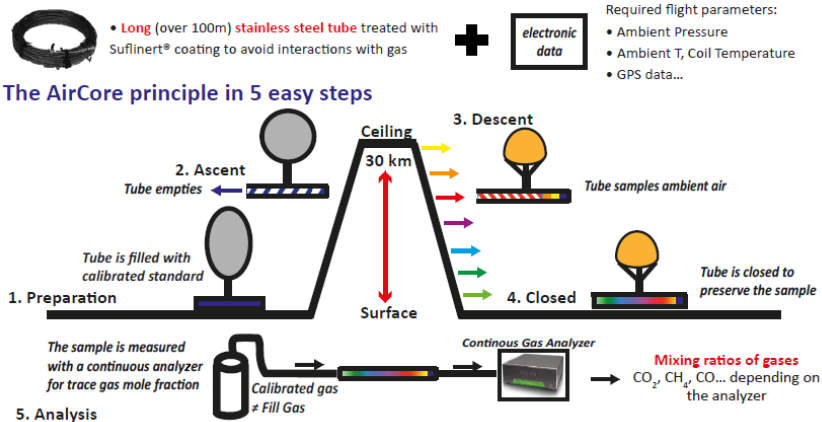 • Long (over 100m) stainless steel tube treated with
Suflinert® coating to avoid interactions with gas
electronic
data
Required flight parameters:
• Ambient Pressure
• Ambient T, Coil Temperature
• GPS data...
The AirCore principle in 5 easy steps
Ceiling
30 km
Surface
2. Ascent
Tube empties
3. Descent
Tube samples ambient air
Tube is filled with
calibrated standard
1. Preparation
4. Closed
Tube is closed to
preserve the sample
The sample is measured
with a continuous analyzer
for trace gas mole fraction
5. Analysis
Calibrated gas
≠ Fill Gas
Continous Gas Analyzer
Mixing ratios of gases
CO₂, CH₄, CO... depending on
the analyzer